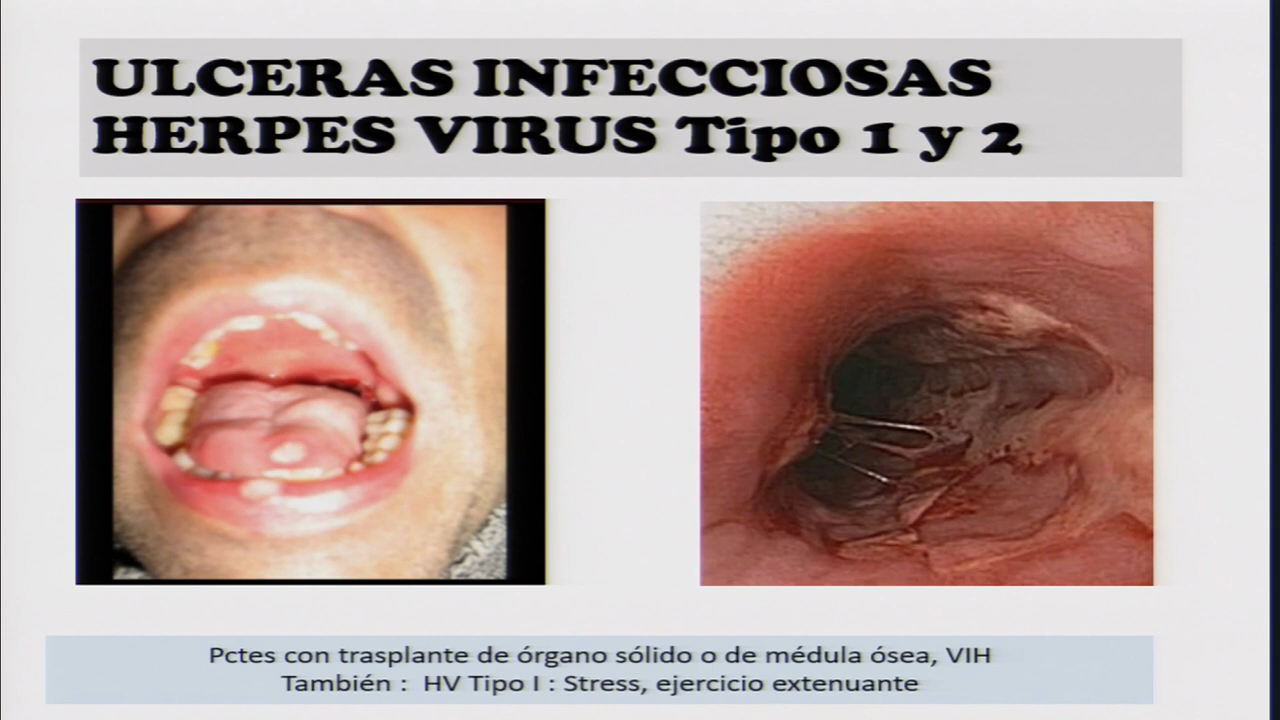 ULCERAS INFECCIOSAS
HERPES VIRUS Tipo 1 y 2
Pctes con trasplante de órgano sólido o de médula ósea, VIH
También : HV Tipo I : Stress, ejercicio extenuante